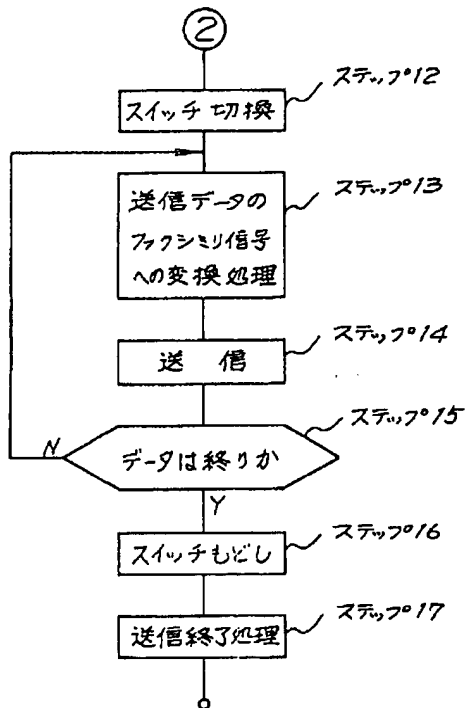 ②
ステップ12
スイッチ切換
ステップ13
送信データの
ファクシミリ信号
への変換処理
ステップ14
送 信
ステップ15
データは終りか
N
Y
ステップ16
スイッチもどし
ステップ17
送信終了処理